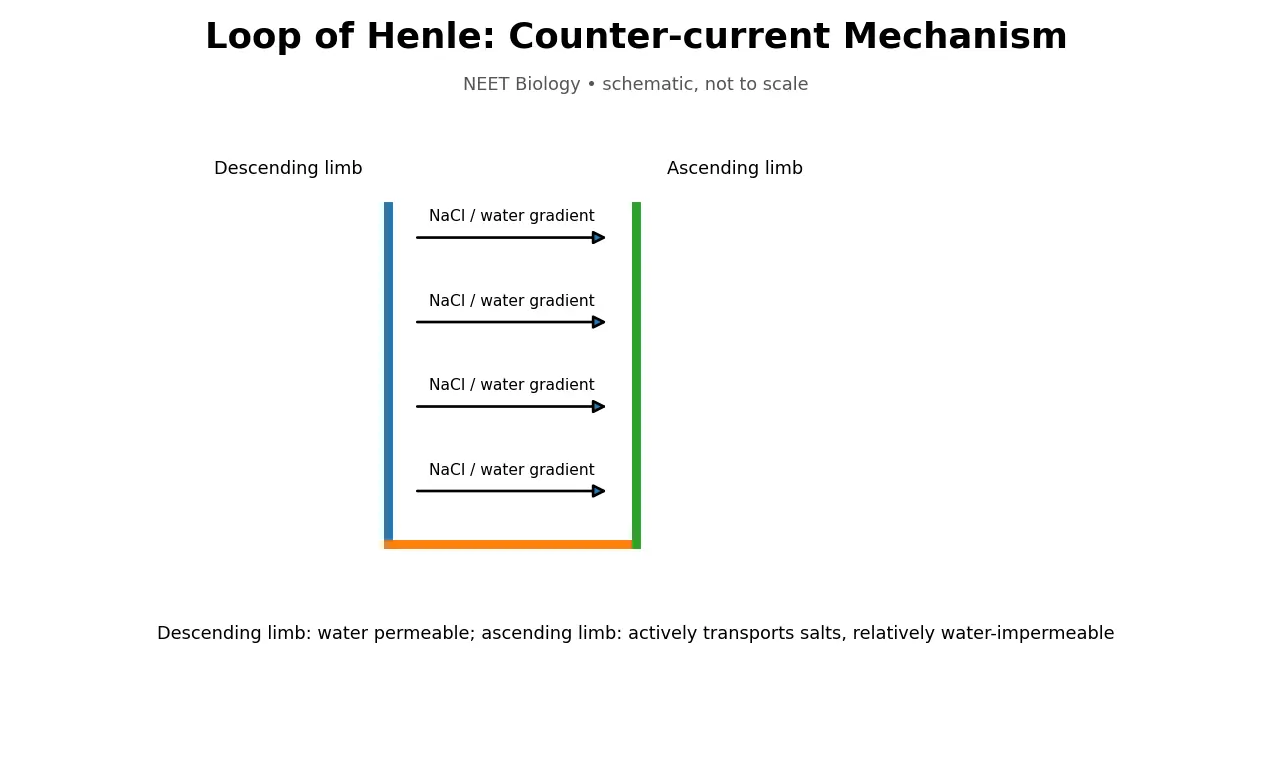 Loop of Henle: Counter-current Mechanism
NEET Biology • schematic, not to scale
Descending limb
Ascending limb
NaCl / water gradient
NaCl / water gradient
NaCl / water gradient
NaCl / water gradient
Descending limb: water permeable; ascending limb: actively transports salts, relatively water-impermeable